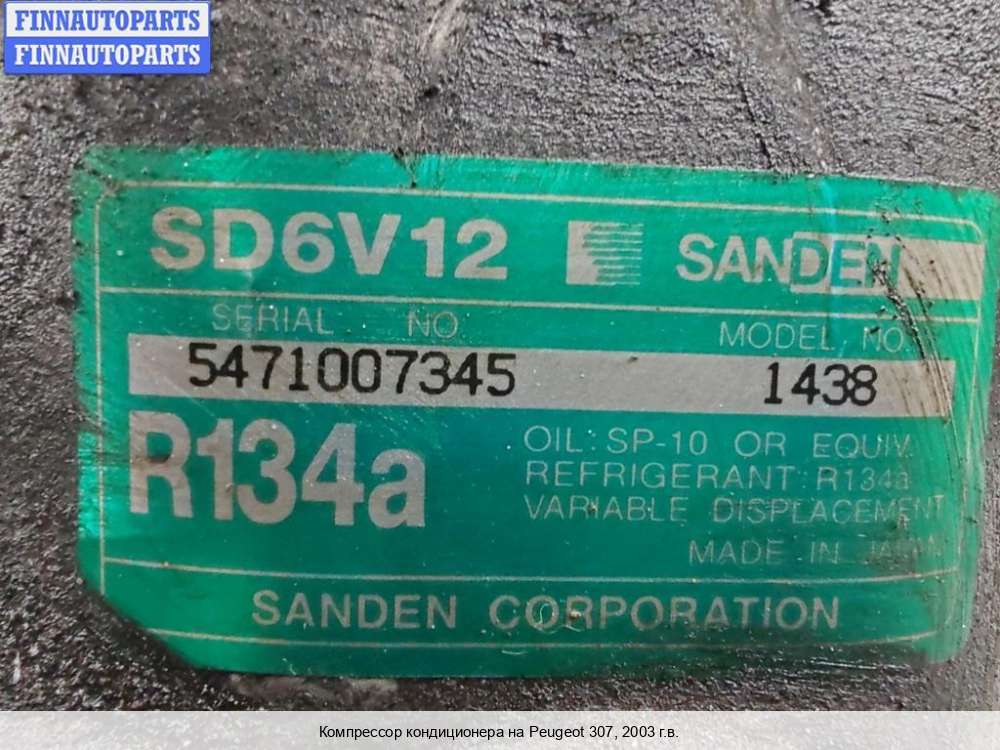 FINNAUTOPARTS
FINNAUTOPARTS
SD6V12 SANDEN
SERIAL NO. MODEL NO.
5471007345 1438
R134a
OIL: SP-10 OR EQUIV.
REFRIGERANT: R134a
VARIABLE DISPLACEMENT
MADE IN JAPAN
SANDEN CORPORATION
Компрессор кондиционера на Peugeot 307, 2003 г.в.